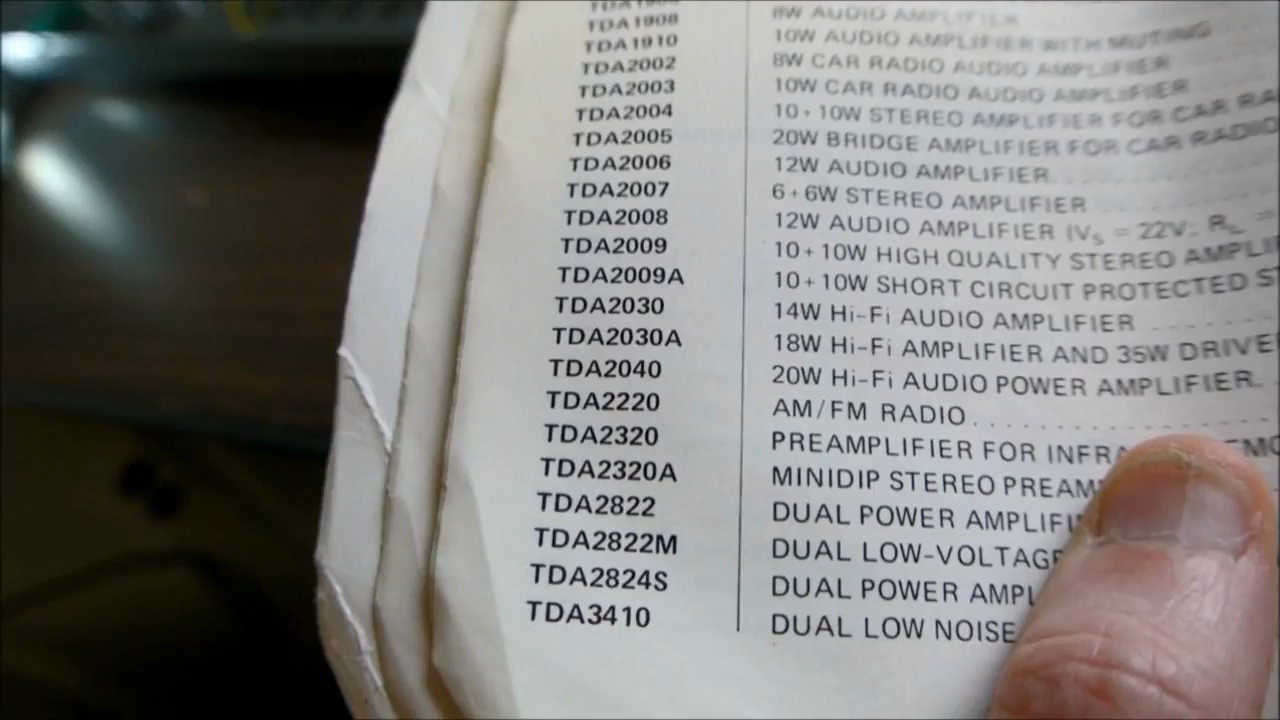 TDA1908 8W AUDIO AMPLIFIER
TDA1910 10W AUDIO AMPLIFIER WITH MUTING
TDA2002 8W CAR RADIO AUDIO AMPLIFIER
TDA2003 10W CAR RADIO AUDIO AMPLIFIER
TDA2004 10+10W STEREO AMPLIFIER FOR CAR
TDA2005 20W BRIDGE AMPLIFIER FOR CAR RADIO
TDA2006 12W AUDIO AMPLIFIER
TDA2007 6+6W STEREO AMPLIFIER
TDA2008 12W AUDIO AMPLIFIER (Vs = 22V; RL =
TDA2009 10+10W HIGH QUALITY STEREO AMPLI
TDA2009A 10+10W SHORT CIRCUIT PROTECTED S
TDA2030 14W Hi-Fi AUDIO AMPLIFIER
TDA2030A 18W Hi-Fi AMPLIFIER AND 35W DRIVE
TDA2040 20W Hi-Fi AUDIO POWER AMPLIFIER
TDA2220 AM/FM RADIO
TDA2320 PREAMPLIFIER FOR INFRA
TDA2320A MINIDIP STEREO PREAM
TDA2822 DUAL POWER AMPLIFI
TDA2822M DUAL LOW-VOLTAGE
TDA2824S DUAL POWER AMPL
TDA3410 DUAL LOW NOISE